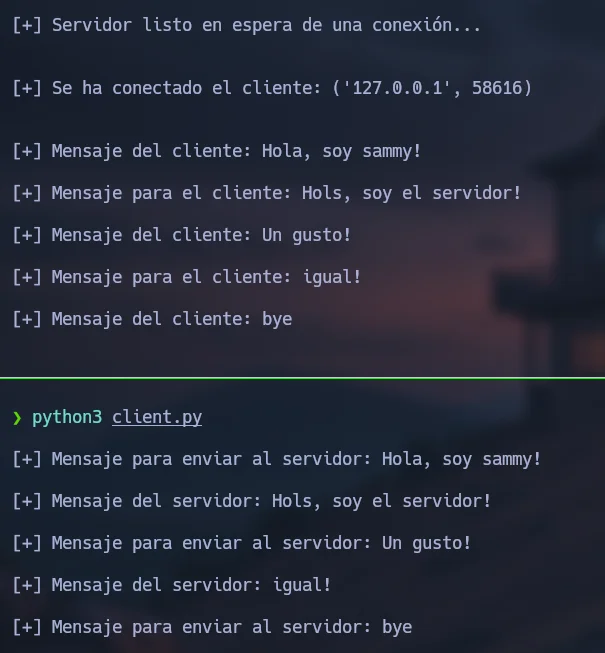 [+] Servidor listo en espera de una conexión...
[+] Se ha conectado el cliente: ('127.0.0.1', 58616)
[+] Mensaje del cliente: Hola, soy sammy!
[+] Mensaje para el cliente: Hols, soy el servidor!
[+] Mensaje del cliente: Un gusto!
[+] Mensaje para el cliente: igual!
[+] Mensaje del cliente: bye
❯ python3 client.py
[+] Mensaje para enviar al servidor: Hola, soy sammy!
[+] Mensaje del servidor: Hols, soy el servidor!
[+] Mensaje para enviar al servidor: Un gusto!
[+] Mensaje del servidor: igual!
[+] Mensaje para enviar al servidor: bye